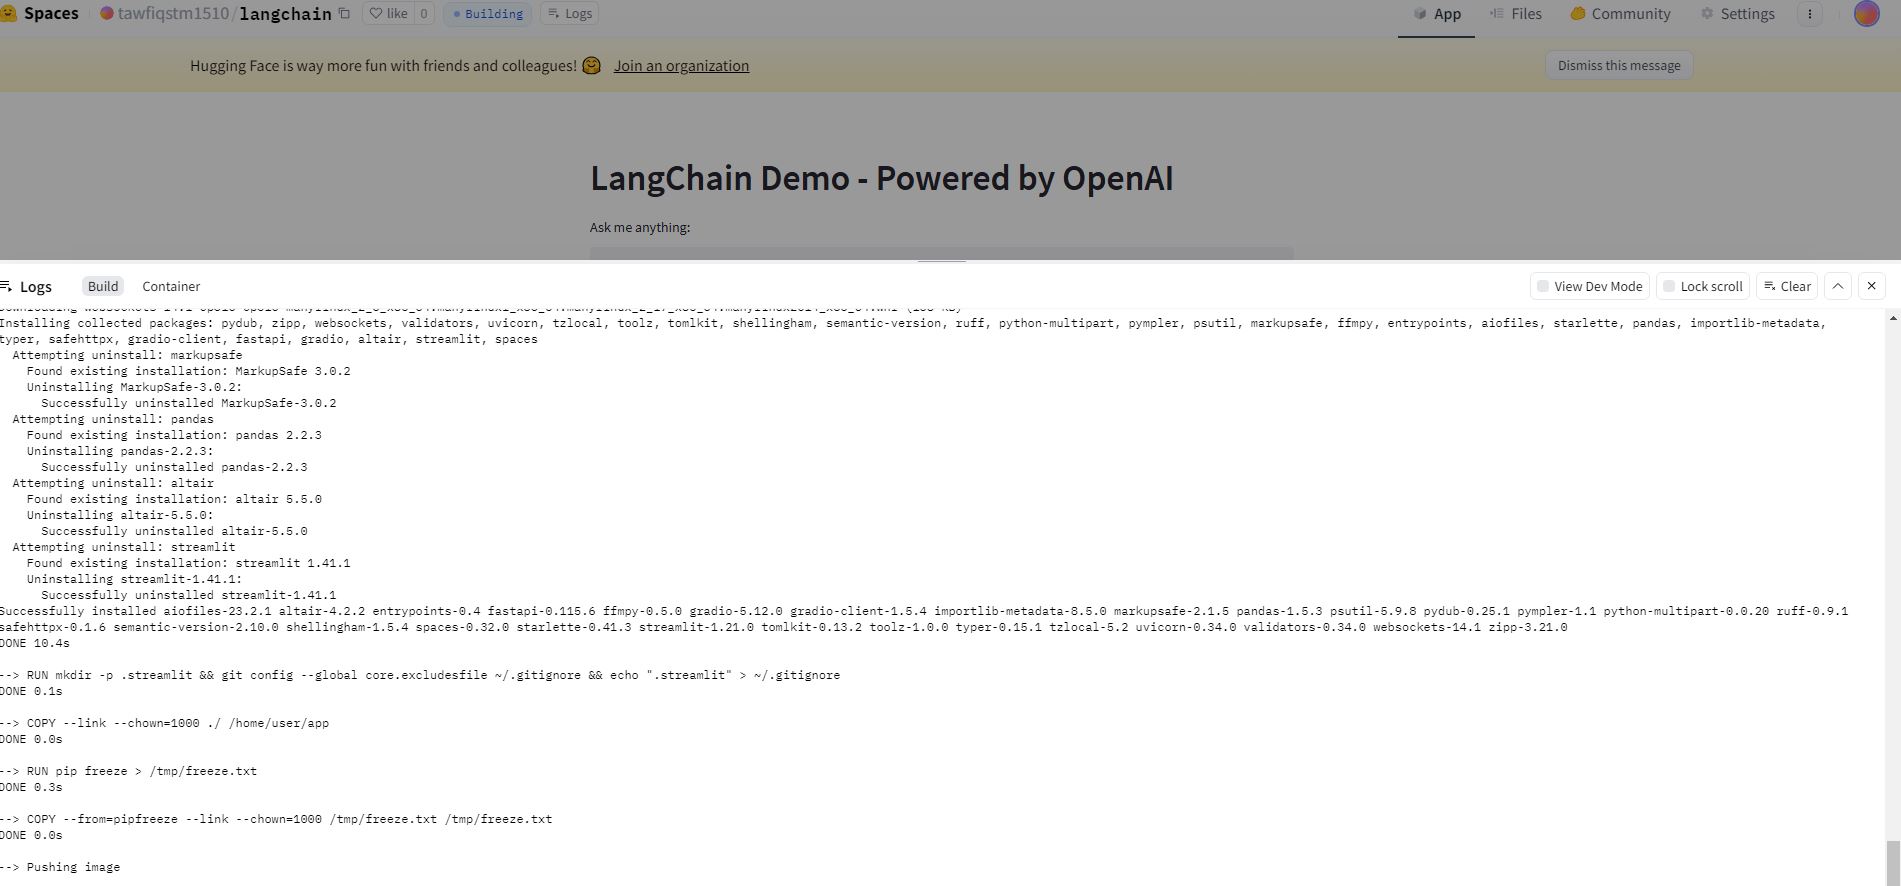 Spaces tawfiqstm1510/langchain like 0 Building Logs App Files Community Settings
Hugging Face is way more fun with friends and colleagues! Join an organization Dismiss this message
LangChain Demo - Powered by OpenAI
Ask me anything:
Logs Build Container View Dev Mode Lock scroll Clear
Installing collected packages: pydub, zipp, websockets, validators, uvicorn, tzlocal, toolz, tomlkit, shellingham, semantic-version, ruff, python-multipart, pympler, psutil, markupsafe, ffmpy, entrypoints, aiofiles, starlette, pandas, importlib-metadata,
typer, safehttpx, gradio-client, fastapi, gradio, altair, streamlit, spaces
Attempting uninstall: markupsafe
Found existing installation: MarkupSafe 3.0.2
Uninstalling MarkupSafe-3.0.2:
Successfully uninstalled MarkupSafe-3.0.2
Attempting uninstall: pandas
Found existing installation: pandas 2.2.3
Uninstalling pandas-2.2.3:
Successfully uninstalled pandas-2.2.3
Attempting uninstall: altair
Found existing installation: altair 5.5.0
Uninstalling altair-5.5.0:
Successfully uninstalled altair-5.5.0
Attempting uninstall: streamlit
Found existing installation: streamlit 1.41.1
Uninstalling streamlit-1.41.1:
Successfully uninstalled streamlit-1.41.1
Successfully installed aiofiles-23.2.1 altair-4.2.2 entrypoints-0.4 fastapi-0.115.6 ffmpy-0.5.0 gradio-5.12.0 gradio-client-1.5.4 importlib-metadata-8.5.0 markupsafe-2.1.5 pandas-1.5.3 psutil-5.9.8 pydub-0.25.1 pympler-1.1 python-multipart-0.0.20 ruff-0.9.1
safehttpx-0.1.6 semantic-version-2.10.0 shellingham-1.5.4 spaces-0.32.0 starlette-0.41.3 streamlit-1.21.0 tomlkit-0.13.2 toolz-1.0.0 typer-0.15.1 tzlocal-5.2 uvicorn-0.34.0 validators-0.34.0 websockets-14.1 zipp-3.21.0
DONE 10.4s
--> RUN mkdir -p .streamlit && git config --global core.excludesfile ~/.gitignore && echo ".streamlit" > ~/.gitignore
DONE 0.1s
--> COPY --link --chown=1000 ./ /home/user/app
DONE 0.0s
--> RUN pip freeze > /tmp/freeze.txt
DONE 0.3s
--> COPY --from=pipfreeze --link --chown=1000 /tmp/freeze.txt /tmp/freeze.txt
DONE 0.0s
--> Pushing image